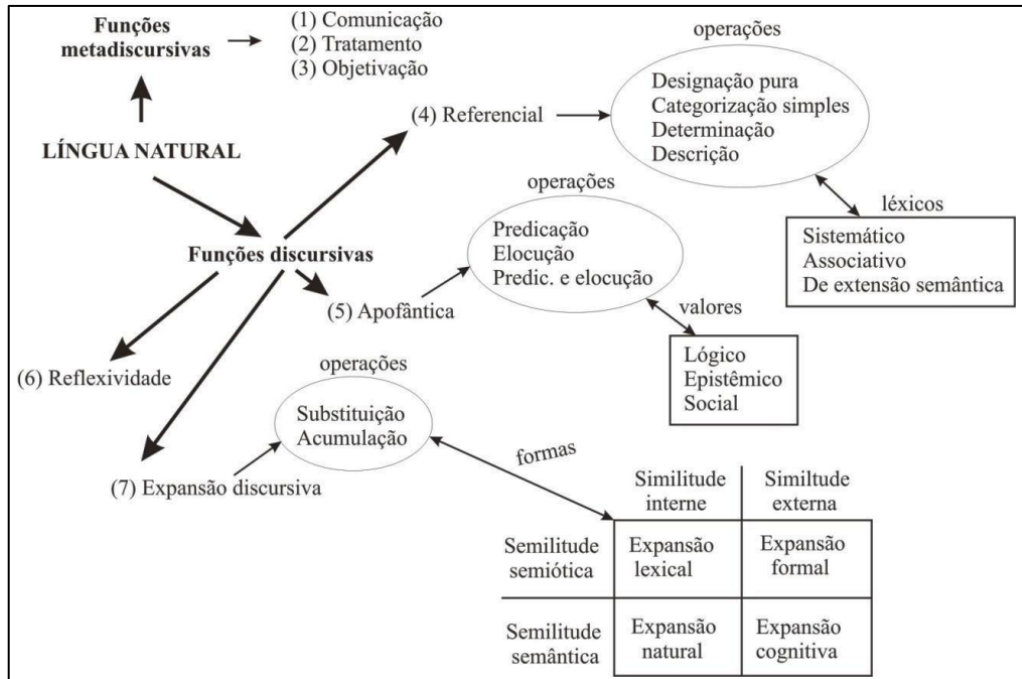 Funções
metadiscursivas
(1) Comunicação
(2) Tratamento
(3) Objetivação
LÍNGUA NATURAL
Funções discursivas
(4) Referencial
operações
Designação pura
Categorização simples
Determinação
Descrição
léxicos
Sistemático
Associativo
De extensão semântica
(5) Apofântica
operações
Predicação
Elocução
Predic. e elocução
valores
Lógico
Epistêmico
Social
(6) Reflexividade
(7) Expansão discursiva
operações
Substituição
Acumulação
formas
Similitude
interne
Similtude
externa
Semilitude
semiótica
Expansão
lexical
Expansão
formal
Semilitude
semântica
Expansão
natural
Expansão
cognitiva